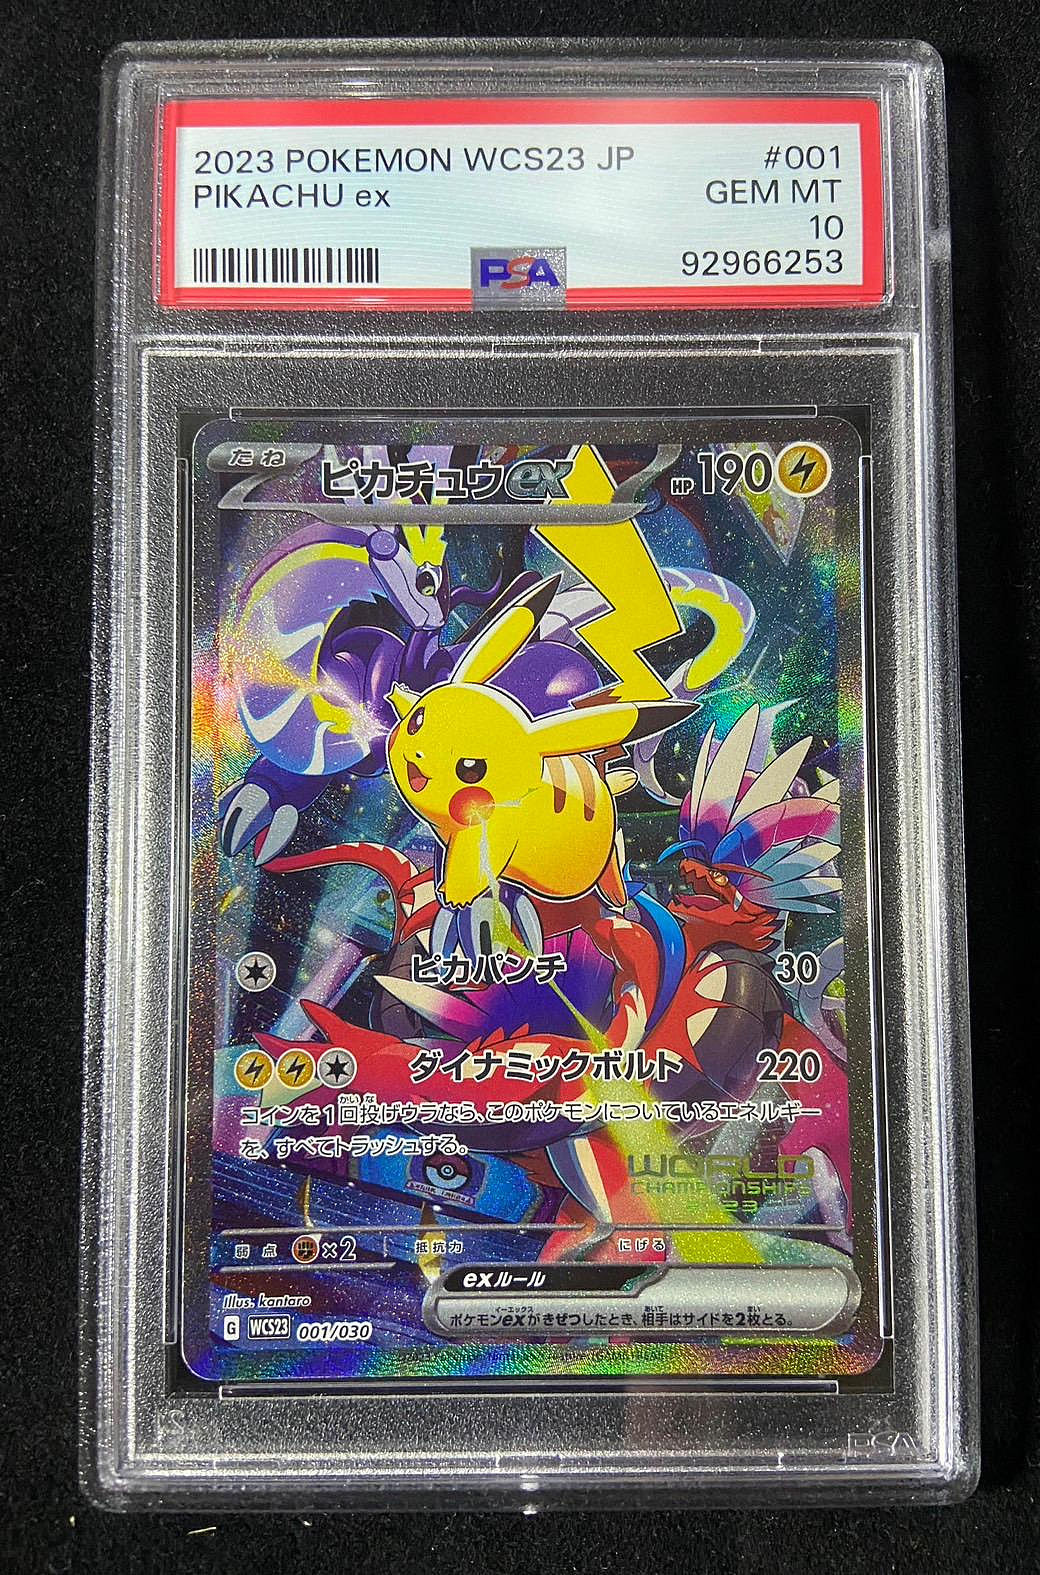 2023 POKEMON WCS23 JP #001
PIKACHU ex GEM MT
10
PSA 92966253
たね ピカチュウex HP 190
ピカパンチ 30
ダイナミックボルト 220
コインを1回投げウラなら、このポケモンについているエネルギー
を、すべてトラッシュする。
WORLD
CHAMPIONSHIPS
弱点 ×2 抵抗力 にげる
exルール
ポケモンexがきぜつしたとき、相手はサイドを2枚とる。
Illus. kantaro
G WCS23 001/030
PSA